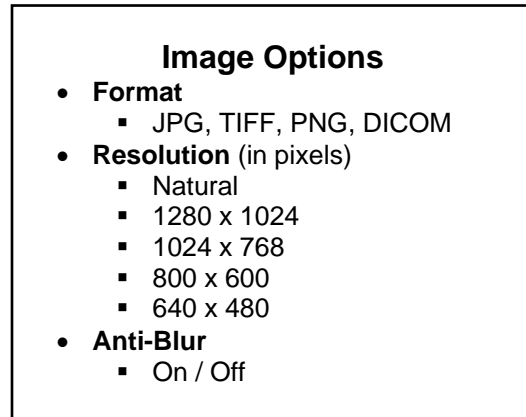 Image Options
• Format
▪ JPG, TIFF, PNG, DICOM
• Resolution (in pixels)
▪ Natural
▪ 1280 x 1024
▪ 1024 x 768
▪ 800 x 600
▪ 640 x 480
• Anti-Blur
▪ On / Off